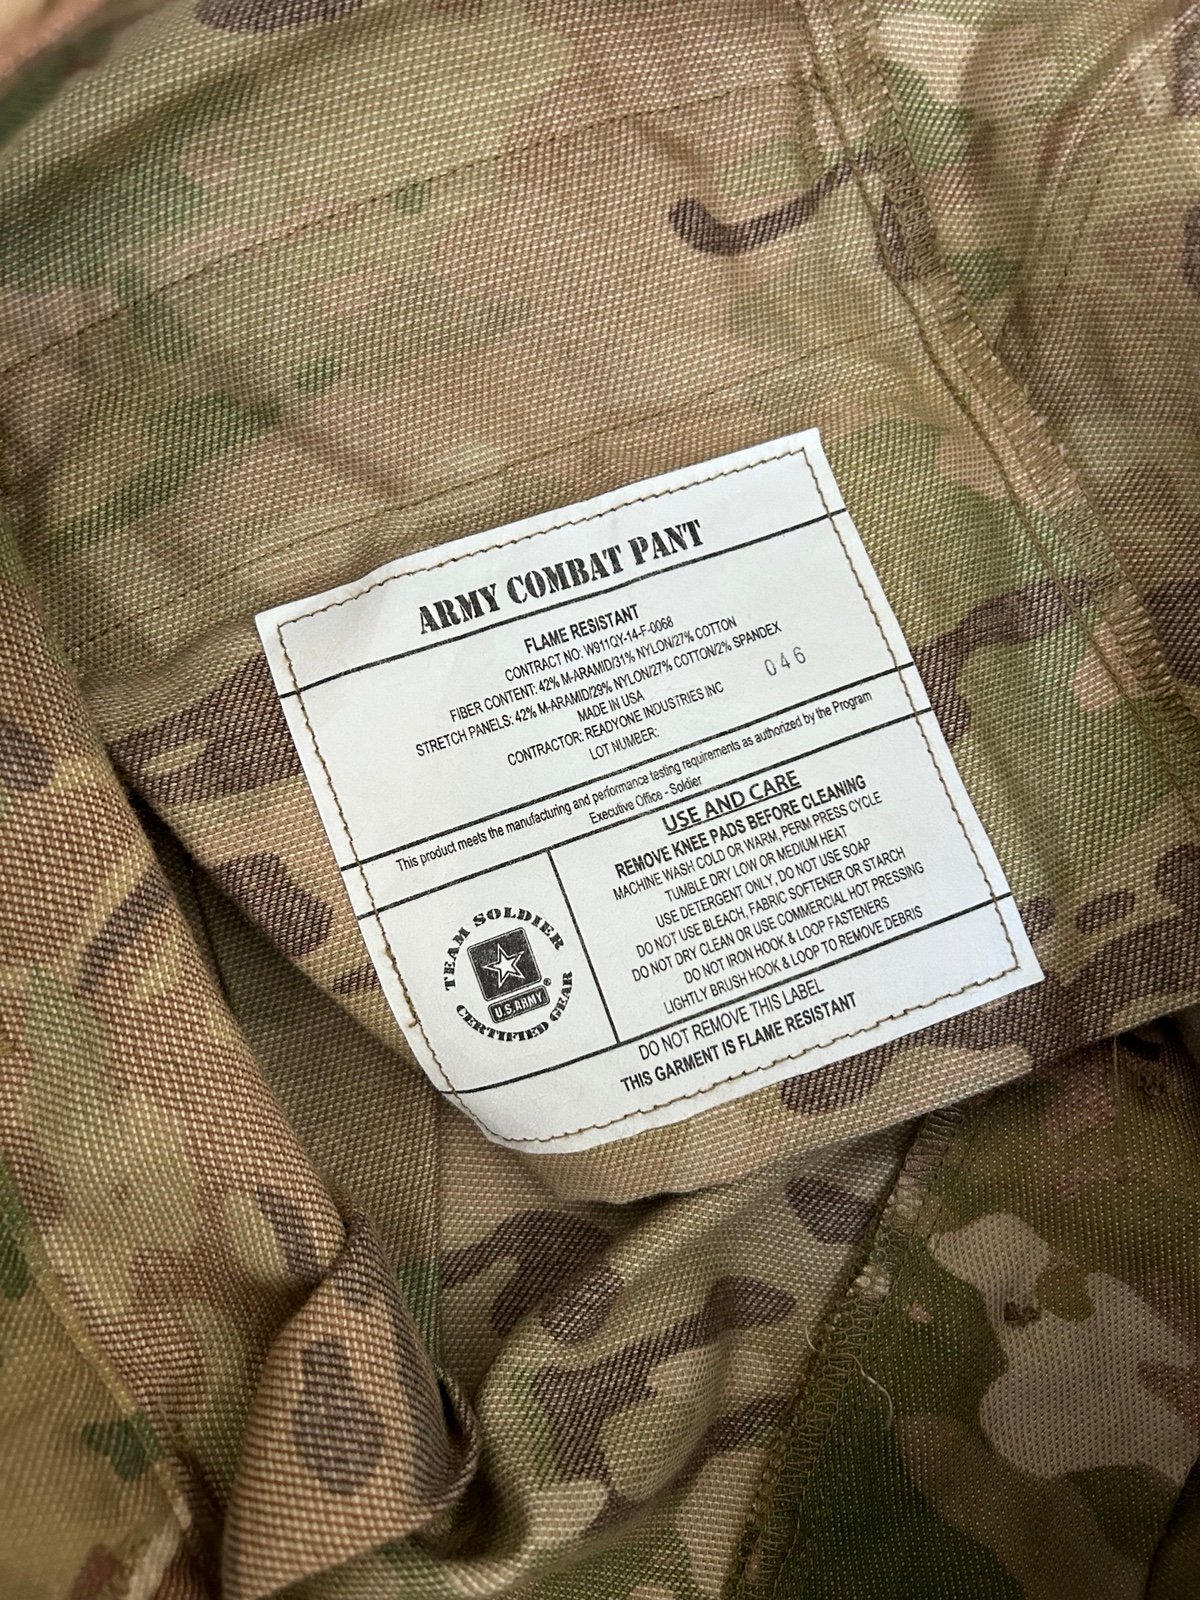 ARMY COMBAT PANT
FLAME RESISTANT
CONTRACT NO: W911QY-14-F-0068
FIBER CONTENT: 42% M-ARAMID/31% NYLON/27% COTTON
STRETCH PANELS: 42% M-ARAMID/29% NYLON/27% COTTON/2% SPANDEX
MADE IN USA
CONTRACTOR: READYONE INDUSTRIES INC
LOT NUMBER: 046
This product meets the manufacturing and performance testing requirements as authorized by the Program
Executive Office - Soldier
TEAM SOLDIER
U.S.ARMY®
CERTIFIED GEAR
USE AND CARE
REMOVE KNEE PADS BEFORE CLEANING
MACHINE WASH COLD OR WARM, PERM PRESS CYCLE
TUMBLE DRY LOW OR MEDIUM HEAT
USE DETERGENT ONLY, DO NOT USE SOAP
DO NOT USE BLEACH, FABRIC SOFTENER OR STARCH
DO NOT DRY CLEAN OR USE COMMERCIAL HOT PRESSING
DO NOT IRON HOOK & LOOP FASTENERS
LIGHTLY BRUSH HOOK & LOOP TO REMOVE DEBRIS
DO NOT REMOVE THIS LABEL
THIS GARMENT IS FLAME RESISTANT